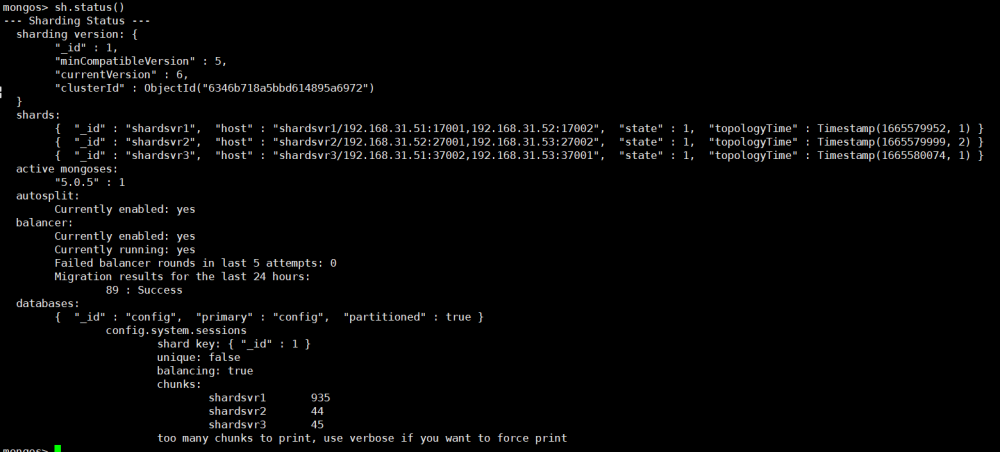 mongos> sh.status()
--- Sharding Status ---
  sharding version: {
        "_id" : 1,
        "minCompatibleVersion" : 5,
        "currentVersion" : 6,
        "clusterId" : ObjectId("6346b718a5bbd614895a6972")
  }
  shards:
        {  "_id" : "shardsvr1",  "host" : "shardsvr1/192.168.31.51:17001,192.168.31.52:17002",  "state" : 1,  "topologyTime" : Timestamp(1665579952, 1) }
        {  "_id" : "shardsvr2",  "host" : "shardsvr2/192.168.31.52:27001,192.168.31.53:27002",  "state" : 1,  "topologyTime" : Timestamp(1665579999, 2) }
        {  "_id" : "shardsvr3",  "host" : "shardsvr3/192.168.31.51:37002,192.168.31.53:37001",  "state" : 1,  "topologyTime" : Timestamp(1665580074, 1) }
  active mongoses:
        "5.0.5" : 1
  autosplit:
        Currently enabled: yes
  balancer:
        Currently enabled: yes
        Currently running: yes
        Failed balancer rounds in last 5 attempts: 0
        Migration results for the last 24 hours:
                89 : Success
  databases:
        {  "_id" : "config",  "primary" : "config",  "partitioned" : true }
                config.system.sessions
                        shard key: { "_id" : 1 }
                        unique: false
                        balancing: true
                        chunks:
                                shardsvr1       935
                                shardsvr2       44
                                shardsvr3       45
                        too many chunks to print, use verbose if you want to force print
mongos>